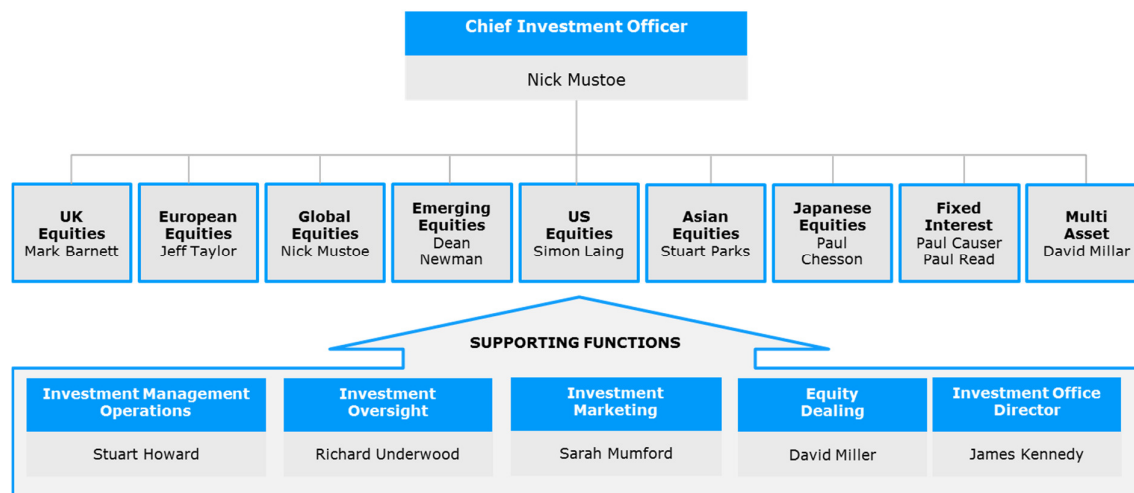 Chief Investment Officer
Nick Mustoe
UK
Equities
Mark Barnett
European
Equities
Jeff Taylor
Global
Equities
Nick Mustoe
Emerging
Equities
Dean
Newman
US
Equities
Simon Laing
Asian
Equities
Stuart Parks
Japanese
Equities
Paul
Chesson
Fixed
Interest
Paul Causer
Paul Read
Multi
Asset
David Millar
SUPPORTING FUNCTIONS
Investment Management
Operations
Stuart Howard
Investment
Oversight
Richard Underwood
Investment
Marketing
Sarah Mumford
Equity
Dealing
David Miller
Investment Office
Director
James Kennedy